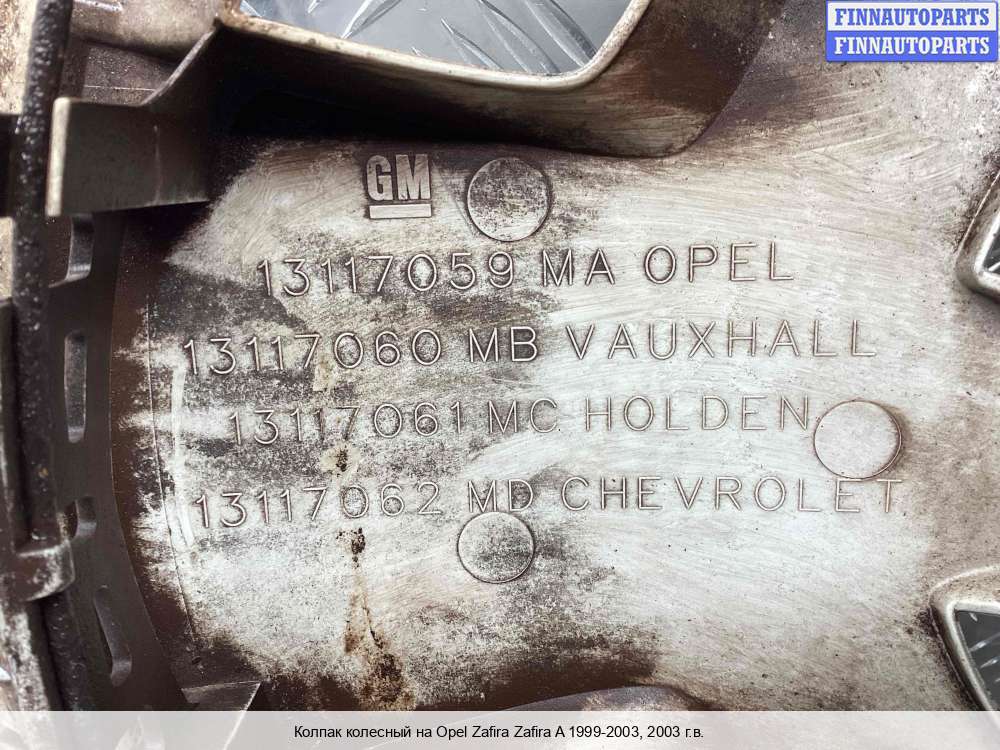 FINNAUTOPARTS
FINNAUTOPARTS
GM
13117059 MA OPEL
13117060 MB VAUXHALL
13117061 MC HOLDEN
13117062 MD CHEVROLET
Колпак колесный на Opel Zafira Zafira A 1999-2003, 2003 г.в.